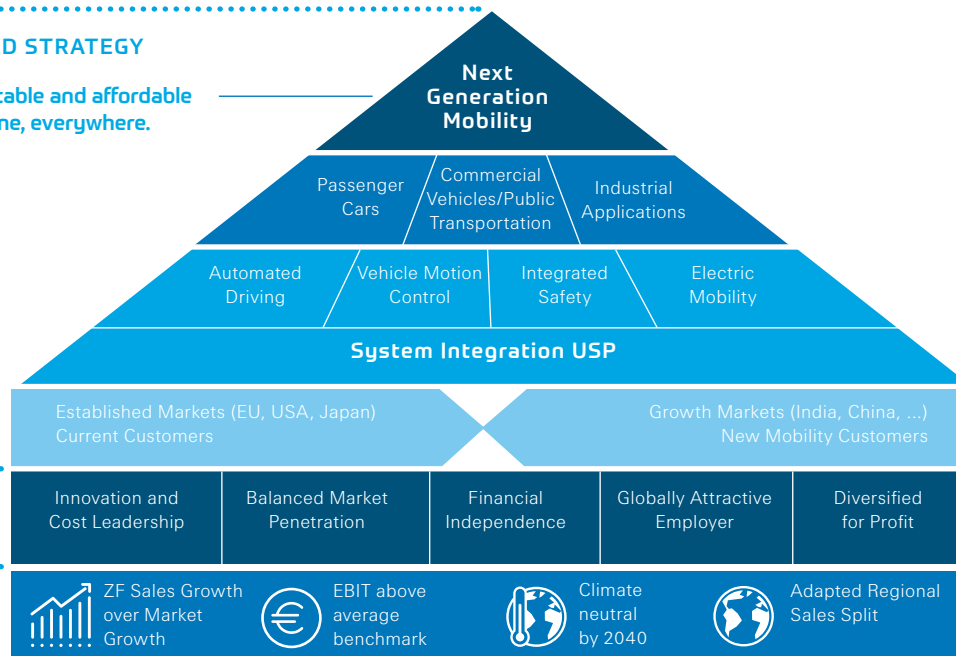 D STRATEGY
table and affordable
ne, everywhere.
Next
Generation
Mobility
Passenger
Cars
Commercial
Vehicles/Public
Transportation
Industrial
Applications
Automated
Driving
Vehicle Motion
Control
Integrated
Safety
Electric
Mobility
System Integration USP
Established Markets (EU, USA, Japan)
Current Customers
Growth Markets (India, China, ...)
New Mobility Customers
Innovation and
Cost Leadership
Balanced Market
Penetration
Financial
Independence
Globally Attractive
Employer
Diversified
for Profit
ZF Sales Growth
over Market
Growth
EBIT above
average
benchmark
Climate
neutral
by 2040
Adapted Regional
Sales Split